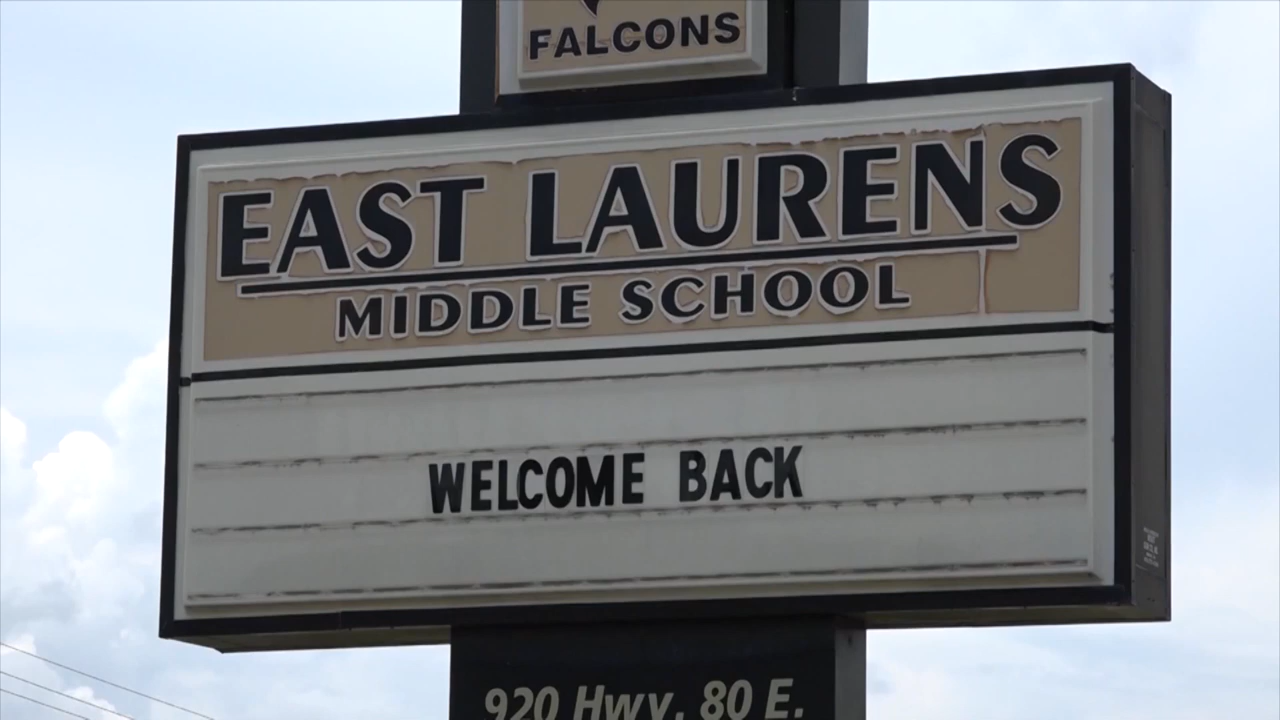 FALCONS
EAST LAURENS
MIDDLE SCHOOL
WELCOME BACK
920 Hwy. 80 E.